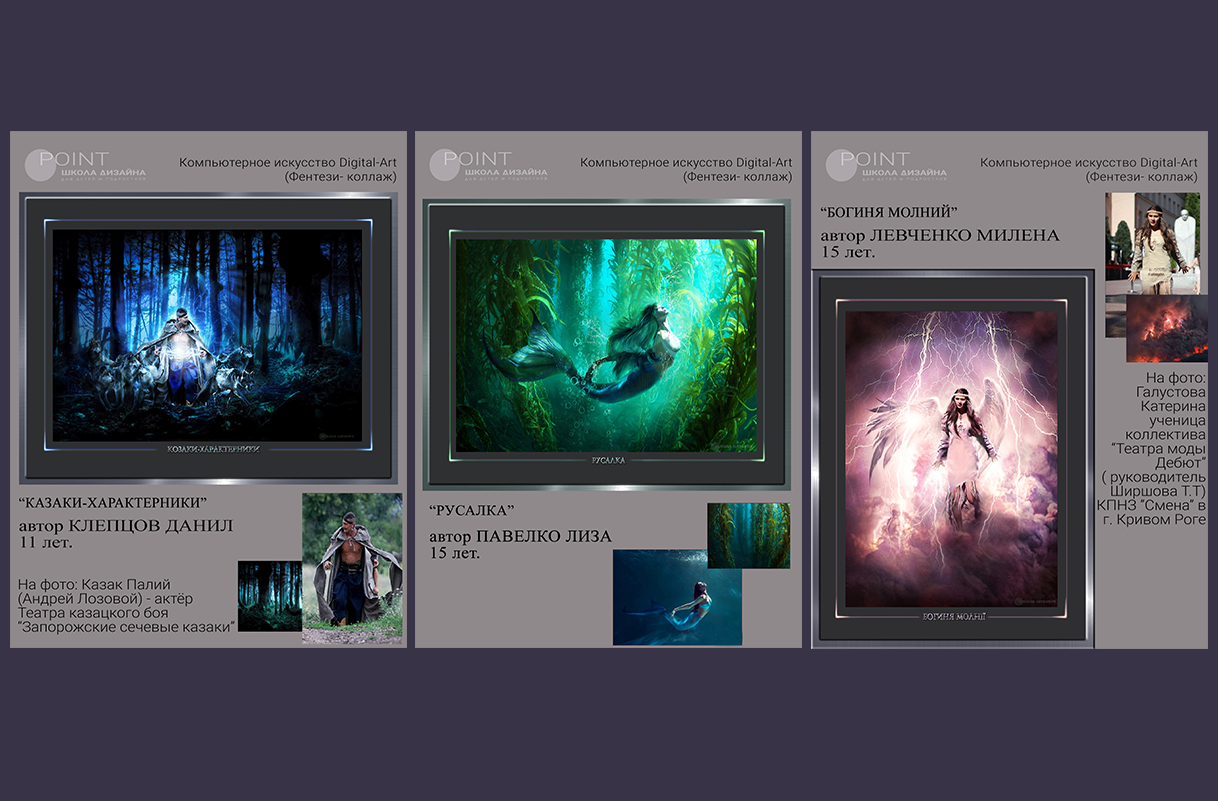 POINT
ШКОЛА ДИЗАЙНА
ДЛЯ ДЕТЕЙ И ПОДРОСТКОВ
Компьютерное искусство Digital-Art
(Фентези- коллаж)
КОЗАКИ-ХАРАКТЕРНИКИ
“КАЗАКИ-ХАРАКТЕРНИКИ”
автор КЛЕПЦОВ ДАНИЛ
11 лет.
На фото: Казак Палий
(Андрей Лозовой) - актёр
Театра казацкого боя
“Запорожские сечевые казаки”
POINT
ШКОЛА ДИЗАЙНА
ДЛЯ ДЕТЕЙ И ПОДРОСТКОВ
Компьютерное искусство Digital-Art
(Фентези- коллаж)
РУСАЛКА
“РУСАЛКА”
автор ПАВЕЛКО ЛИЗА
15 лет.
POINT
ШКОЛА ДИЗАЙНА
ДЛЯ ДЕТЕЙ И ПОДРОСТКОВ
Компьютерное искусство Digital-Art
(Фентези- коллаж)
“БОГИНЯ МОЛНИЙ”
автор ЛЕВЧЕНКО МИЛЕНА
15 лет.
БОГИНЯ МОЛНІЇ
На фото:
Галустова
Катерина
ученица
коллектива
“Театра моды
Дебют”
( руководитель
Ширшова Т.Т)
КПНЗ “Смена” в
г. Кривом Роге